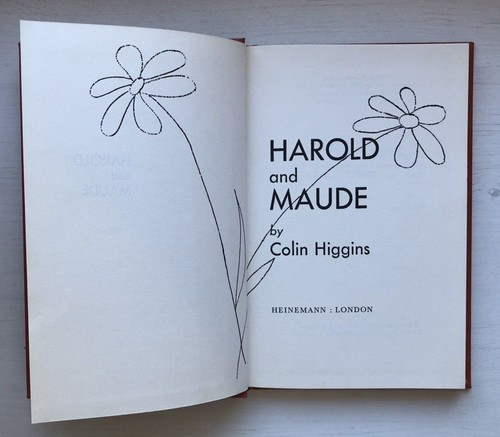 HAROLD
and
MAUDE
by
Colin Higgins
HEINEMANN : LONDON